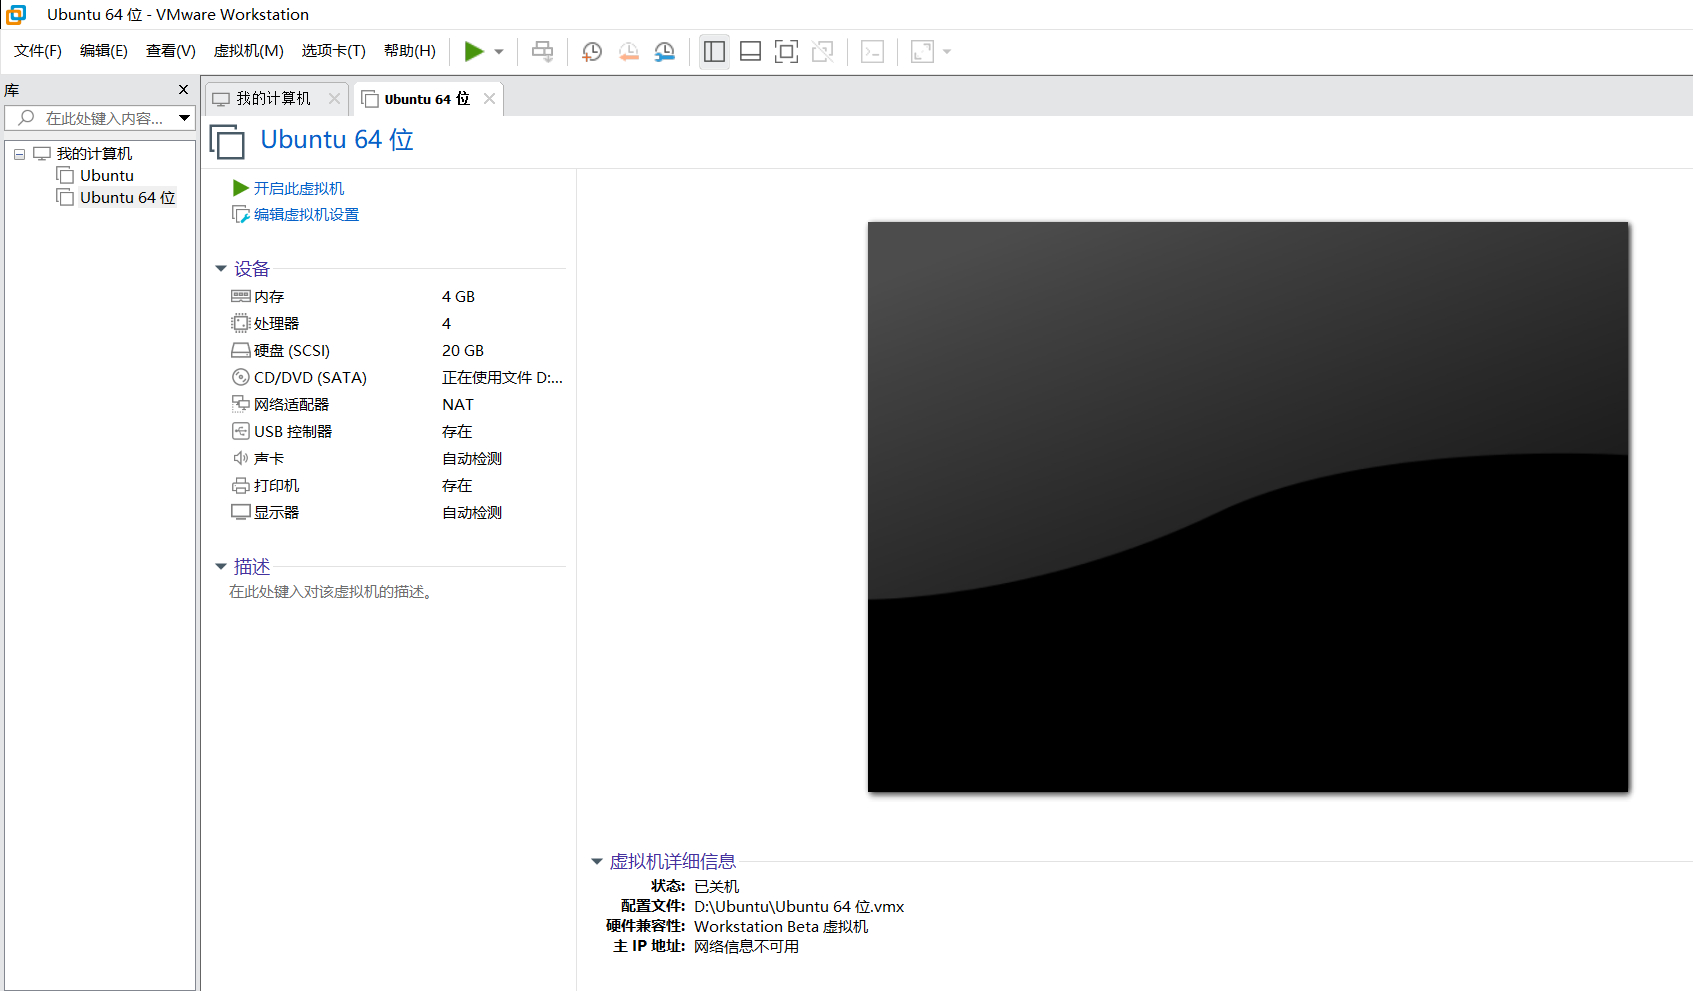 Ubuntu 64 位 - VMware Workstation
文件(F) 编辑(E) 查看(V) 虚拟机(M) 选项卡(T) 帮助(H)
库
在此处键入内容...
我的计算机
Ubuntu
Ubuntu 64 位
我的计算机 Ubuntu 64 位
Ubuntu 64 位
开启此虚拟机
编辑虚拟机设置
设备
内存 4 GB
处理器 4
硬盘 (SCSI) 20 GB
CD/DVD (SATA) 正在使用文件 D:...
网络适配器 NAT
USB 控制器 存在
声卡 自动检测
打印机 存在
显示器 自动检测
描述
在此处键入对该虚拟机的描述。
虚拟机详细信息
状态: 已关机
配置文件: D:\Ubuntu\Ubuntu 64 位.vmx
硬件兼容性: Workstation Beta 虚拟机
主 IP 地址: 网络信息不可用